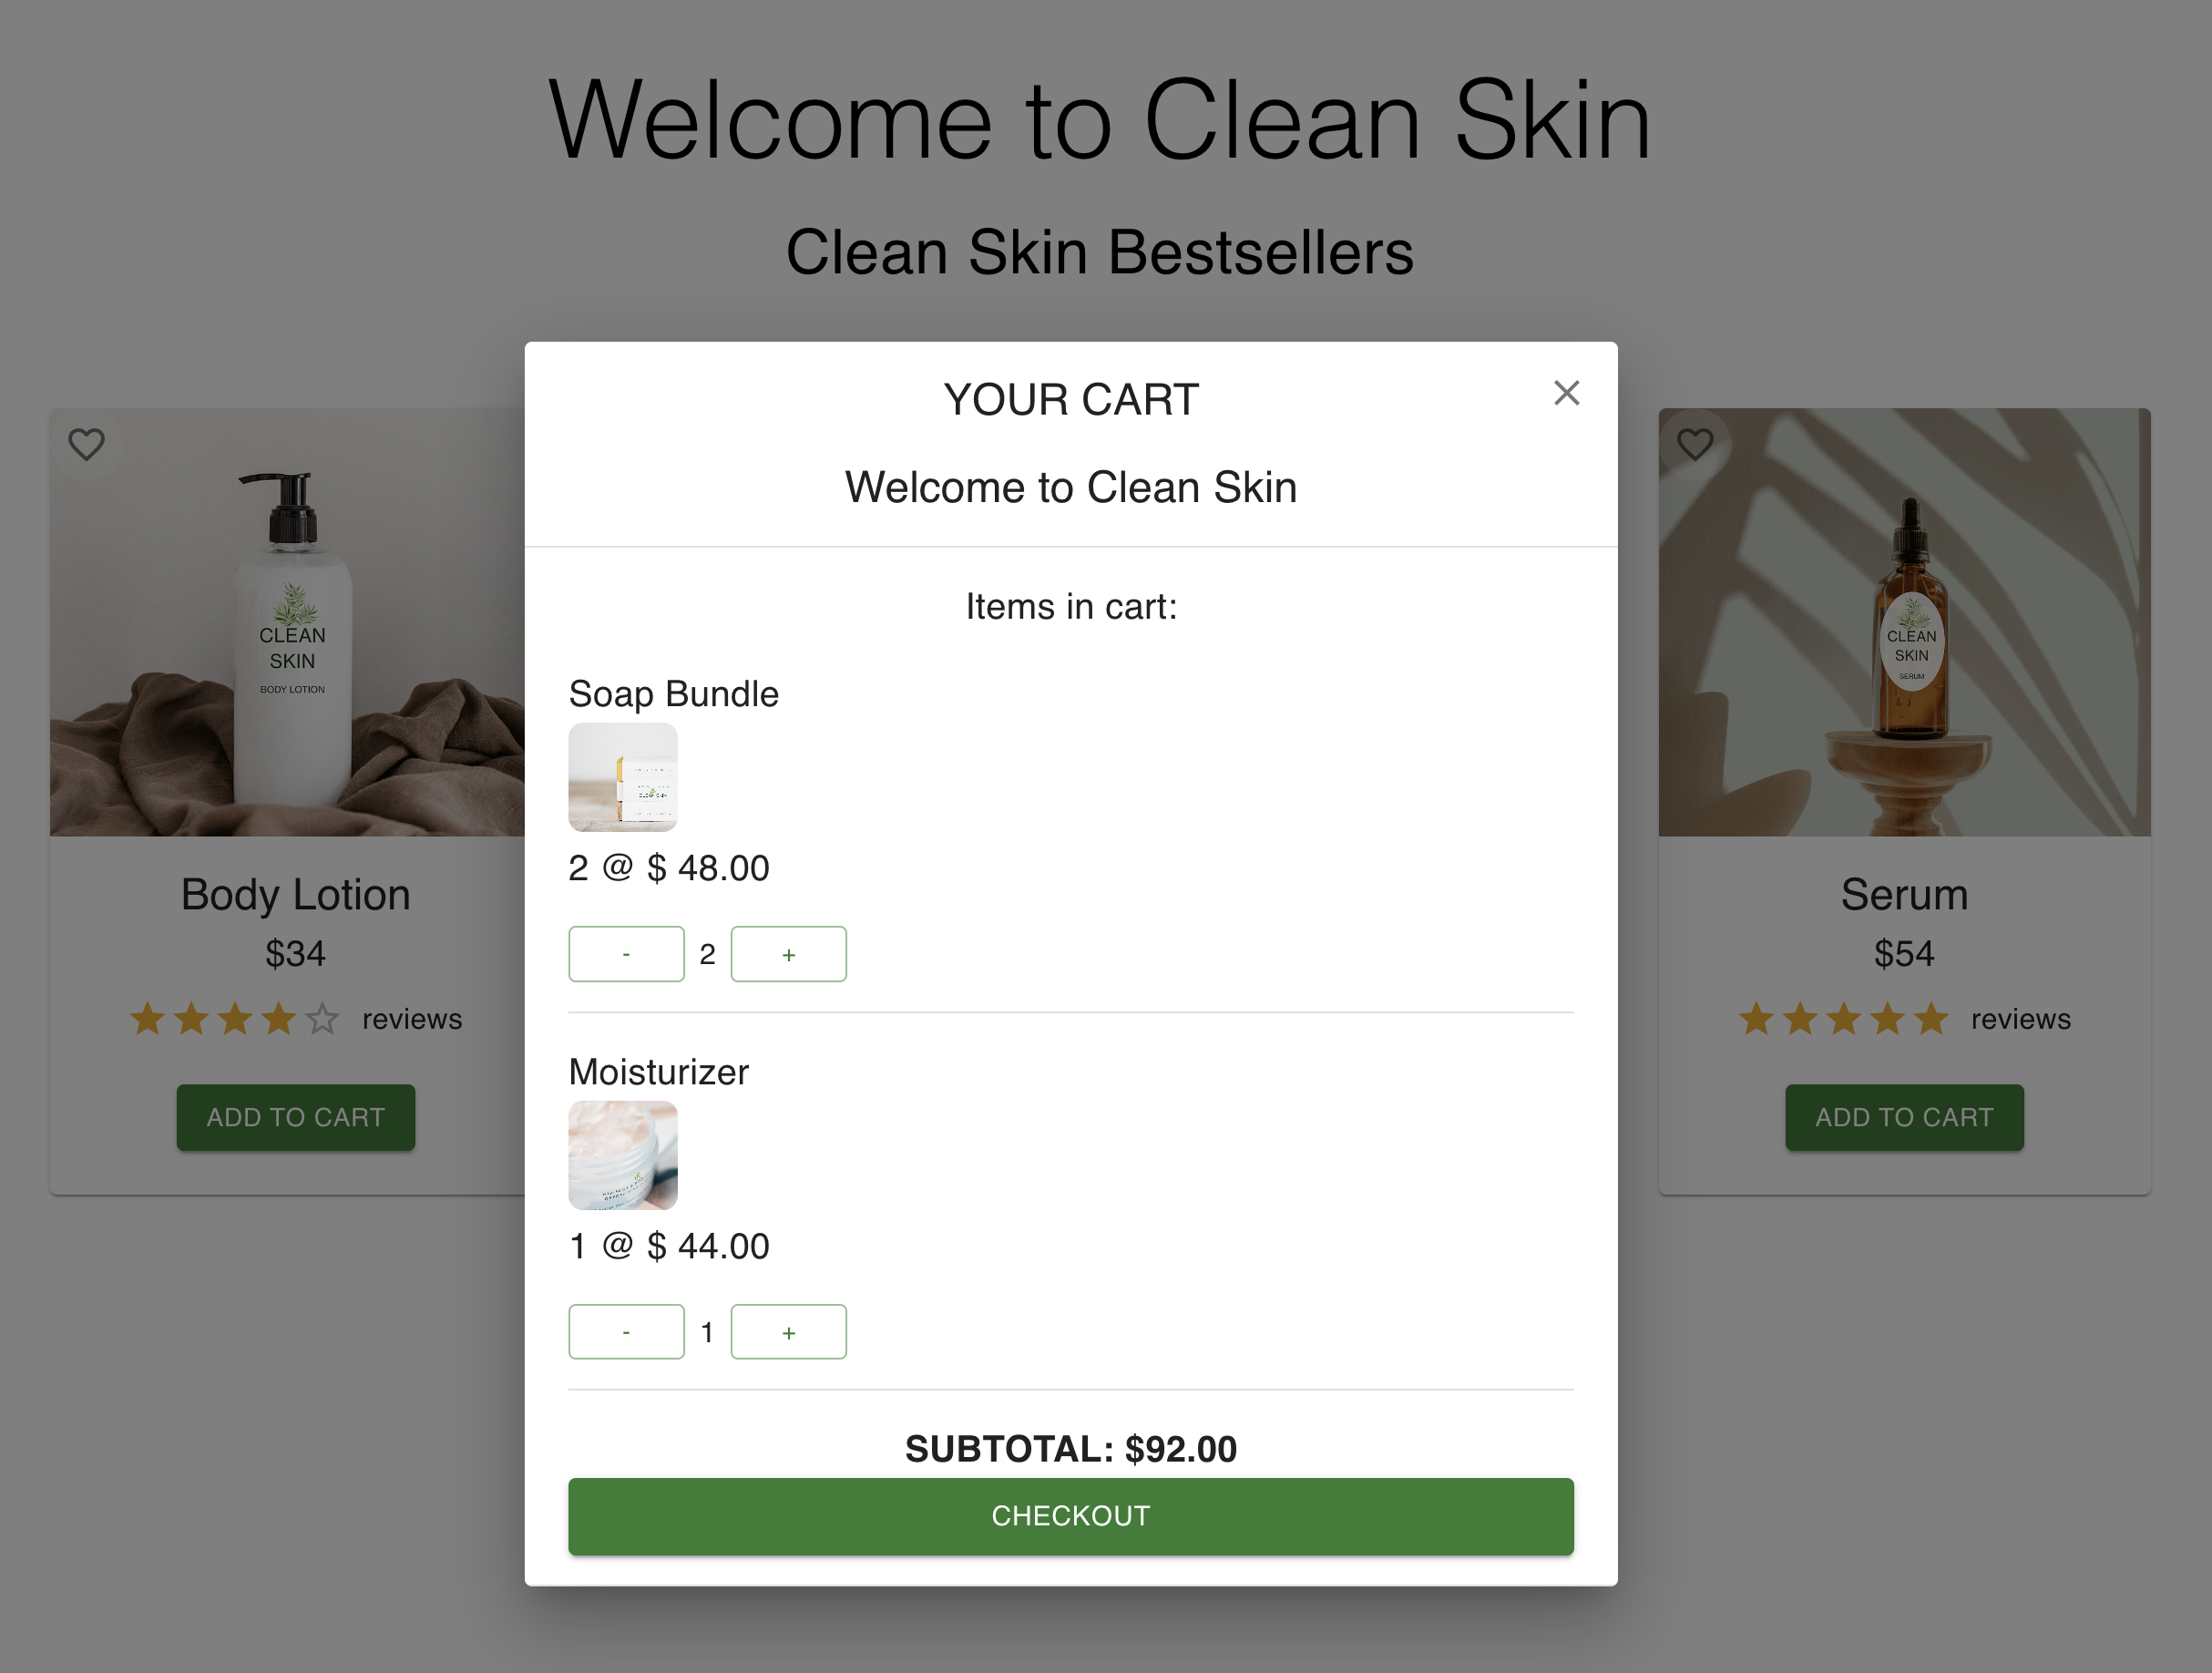 Welcome to Clean Skin
Clean Skin Bestsellers
YOUR CART
Welcome to Clean Skin
Items in cart:
Soap Bundle
2 @ $ 48.00
- 2 +
Moisturizer
1 @ $ 44.00
- 1 +
SUBTOTAL: $92.00
CHECKOUT
CLEAN
SKIN
BODY LOTION
Body Lotion
$34
reviews
ADD TO CART
CLEAN
SKIN
SERUM
Serum
$54
reviews
ADD TO CART